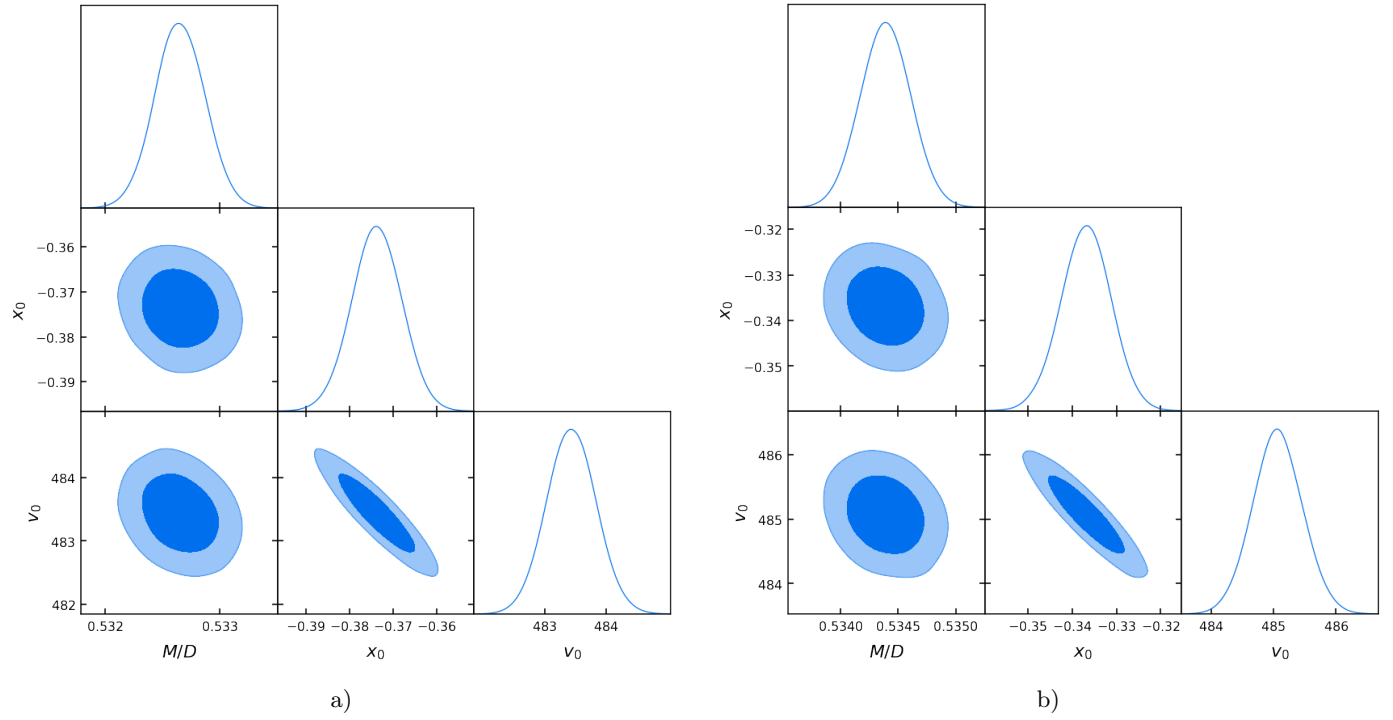 −0.36
−0.37
−0.38
−0.39
x₀
484
483
482
v₀
0.532 0.533
M/D
−0.39 −0.38 −0.37 −0.36
x₀
483 484
v₀
a)
−0.32
−0.33
−0.34
−0.35
x₀
486
485
484
v₀
0.5340 0.5345 0.5350
M/D
−0.35 −0.34 −0.33 −0.32
x₀
484 485 486
v₀
b)